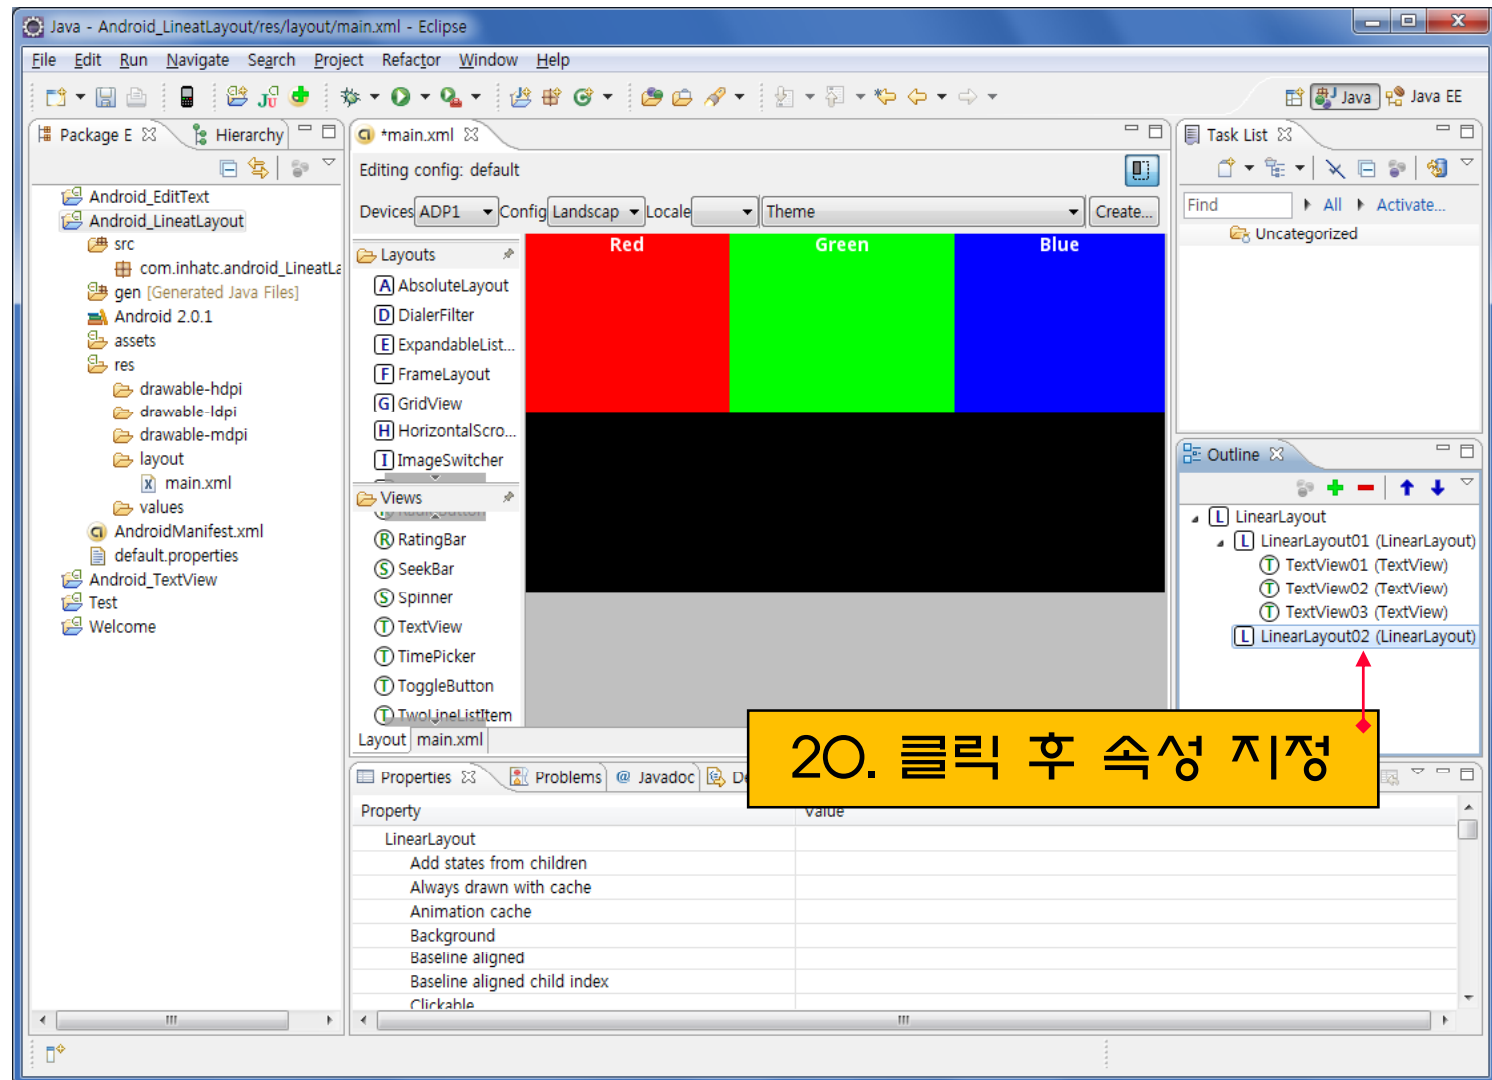 Java - Android_LineatLayout/res/layout/main.xml - Eclipse
File Edit Run Navigate Search Project Refactor Window Help
Java Java EE
Package E Hierarchy
Android_EditText
Android_LineatLayout
src
com.inhatc.android_LineatLa
gen [Generated Java Files]
Android 2.0.1
assets
res
drawable-hdpi
drawable-ldpi
drawable-mdpi
layout
main.xml
values
AndroidManifest.xml
default.properties
Android_TextView
Test
Welcome
*main.xml
Editing config: default
Devices ADP1 Config Landscap Locale Theme Create...
Layouts
AbsoluteLayout
DialerFilter
ExpandableList...
FrameLayout
GridView
HorizontalScro...
ImageSwitcher
Views
RatingBar
SeekBar
Spinner
TextView
TimePicker
ToggleButton
TwoLineListItem
Red Green Blue
Layout main.xml
Task List
Find All Activate...
Uncategorized
Outline
LinearLayout
LinearLayout01 (LinearLayout)
TextView01 (TextView)
TextView02 (TextView)
TextView03 (TextView)
LinearLayout02 (LinearLayout)
20. 클릭 후 속성 지정
Properties Problems @ Javadoc De
Property Value
LinearLayout
Add states from children
Always drawn with cache
Animation cache
Background
Baseline aligned
Baseline aligned child index
Clickable